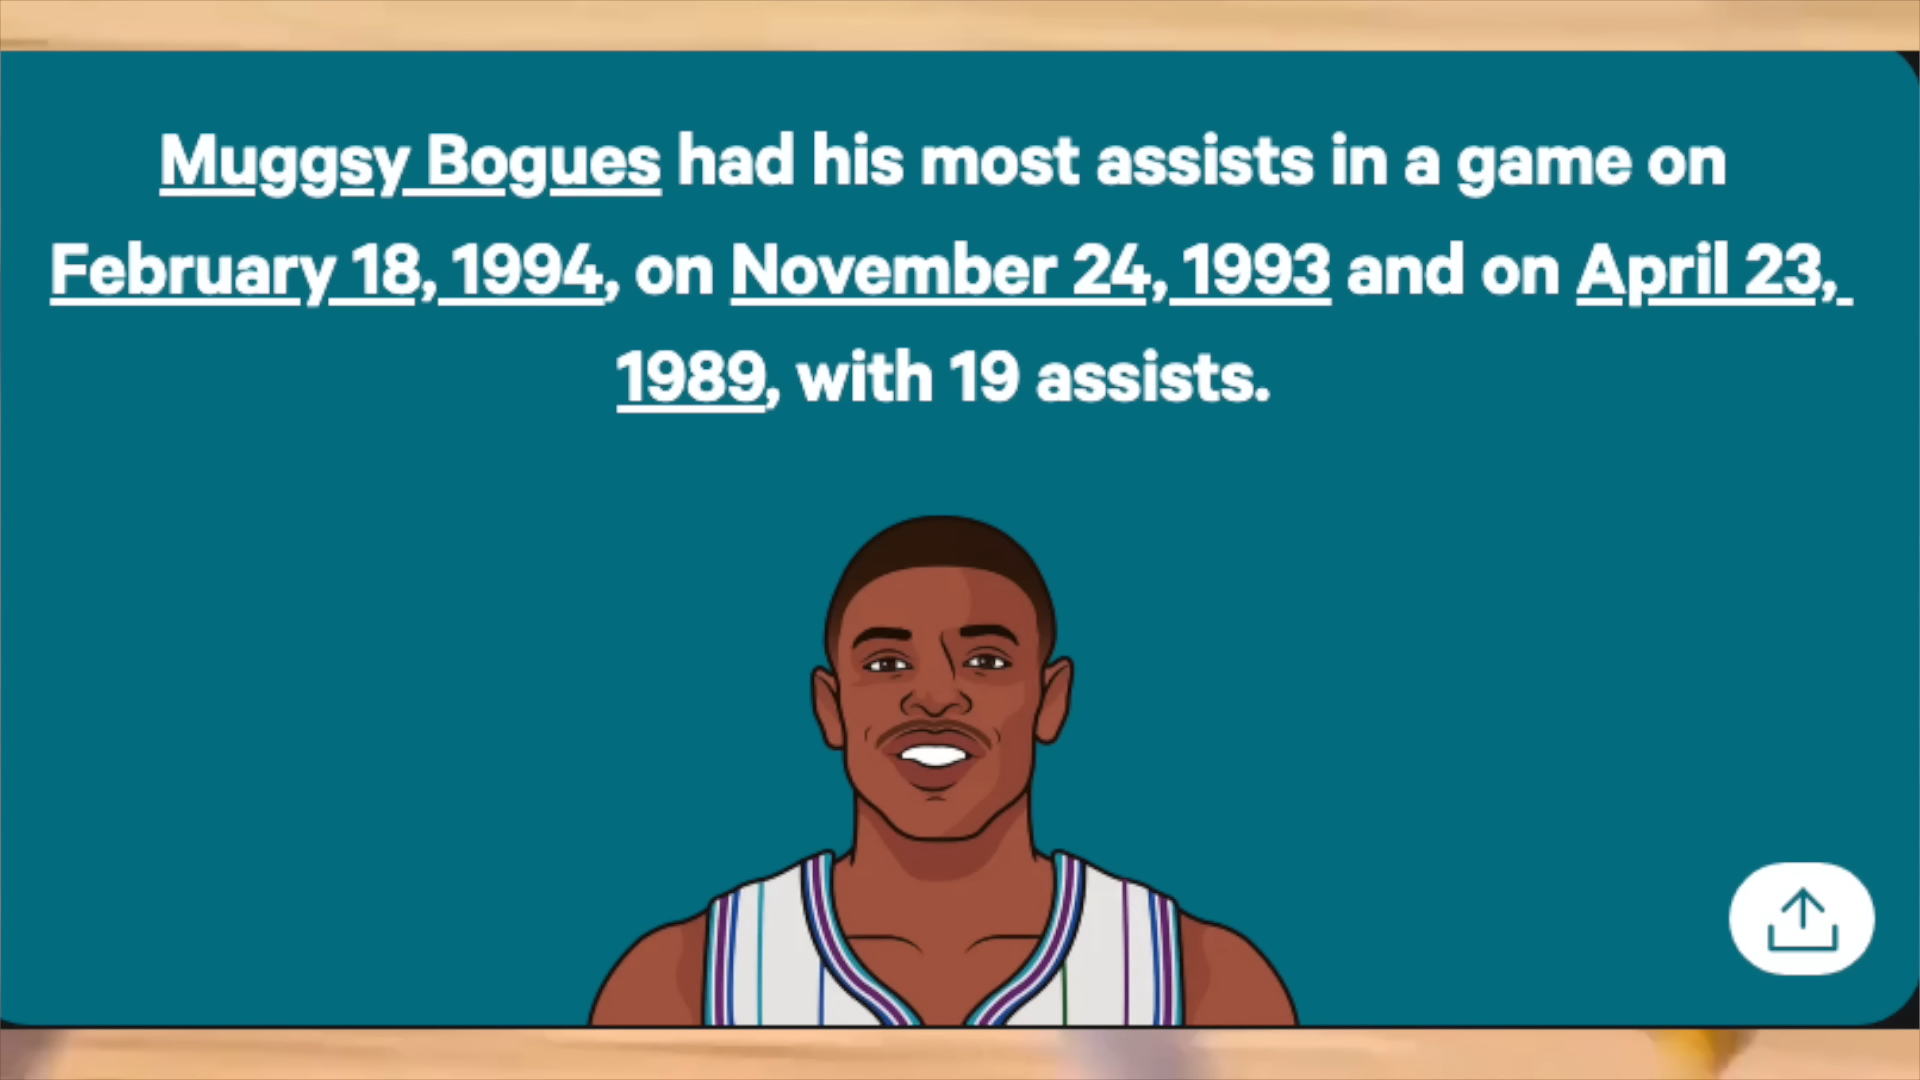 Muggsy Bogues had his most assists in a game on
February 18, 1994, on November 24, 1993 and on April 23,
1989, with 19 assists.